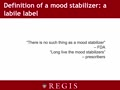 Definition of a mood stabilizer: a
labile label
“There is no such thing as a mood stabilizer”
– FDA
“Long live the mood stabilizers”
– prescribers
REGIS